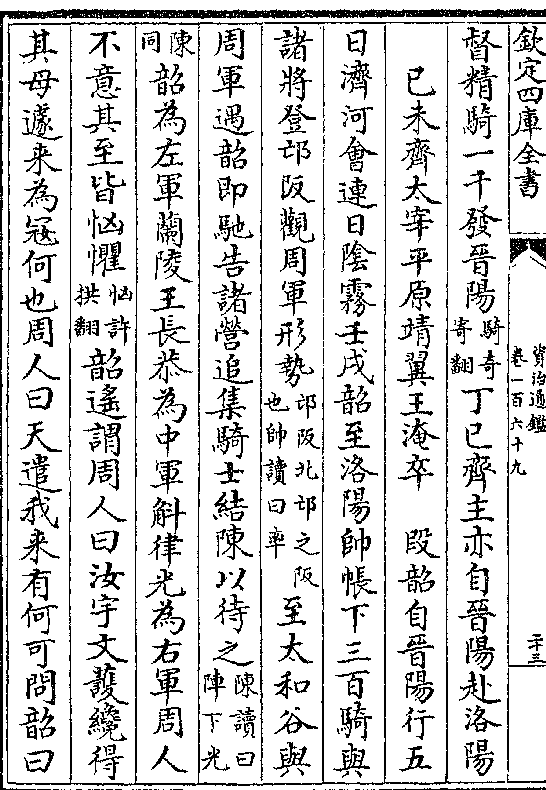 欽定四庫全書
資治通鑑
卷一百六十九
二十三
督精騎一千發晉陽騎奇寄翻丁巳齊主亦自晉陽赴洛陽
己未齊太宰平原靖翼王淹卒　段韶自晉陽行五
日濟河會連日陰霧壬戌韶至洛陽帥帳下三百騎與
諸將登邙阪觀周軍形勢邙阪北邙之阪也帥讀曰率至太和谷與
周軍遇韶即馳告諸營追集騎士結陳以待之陳讀曰陣下光
陳同韶為左軍蘭陵王長恭為中軍斛律光為右軍周人
不意其至皆恟懼恟許拱翻韶遙謂周人曰汝宇文護纔得
其母遽来為寇何也周人曰天遣我来有何可問韶曰